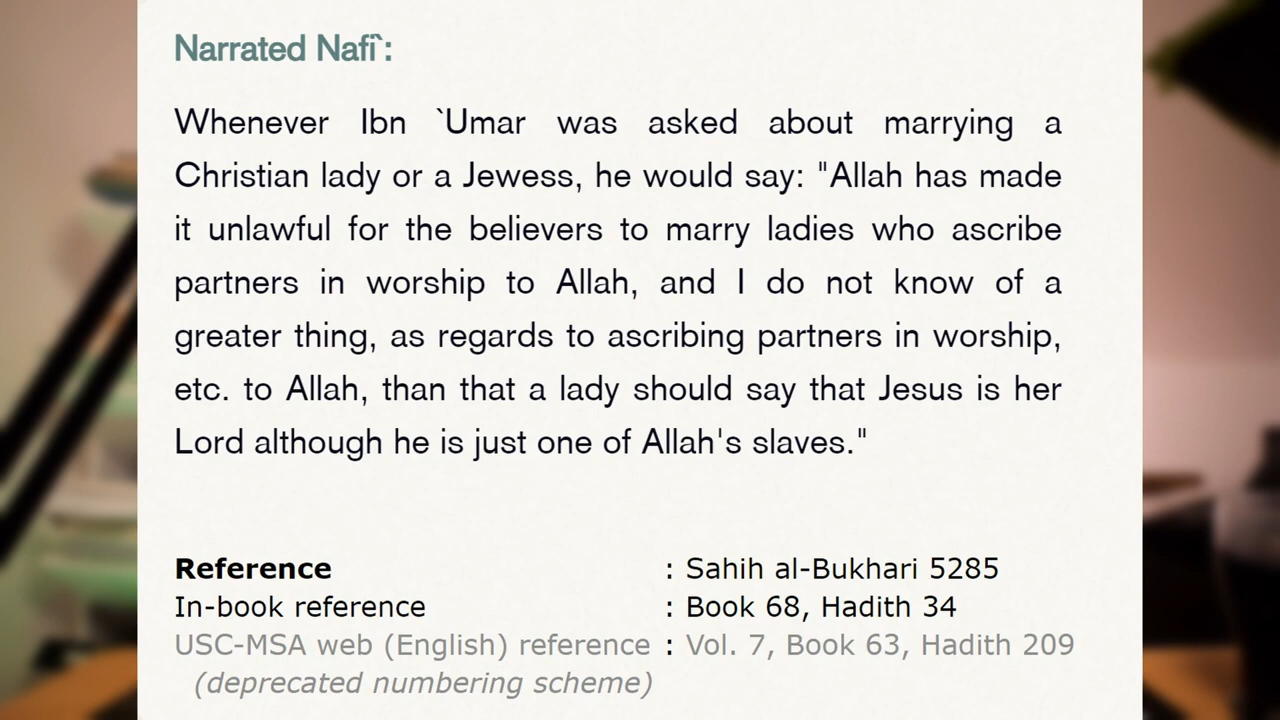 Narrated Nafi`:
Whenever Ibn `Umar was asked about marrying a
Christian lady or a Jewess, he would say: "Allah has made
it unlawful for the believers to marry ladies who ascribe
partners in worship to Allah, and I do not know of a
greater thing, as regards to ascribing partners in worship,
etc. to Allah, than that a lady should say that Jesus is her
Lord although he is just one of Allah's slaves."
Reference : Sahih al-Bukhari 5285
In-book reference : Book 68, Hadith 34
USC-MSA web (English) reference : Vol. 7, Book 63, Hadith 209
(deprecated numbering scheme)